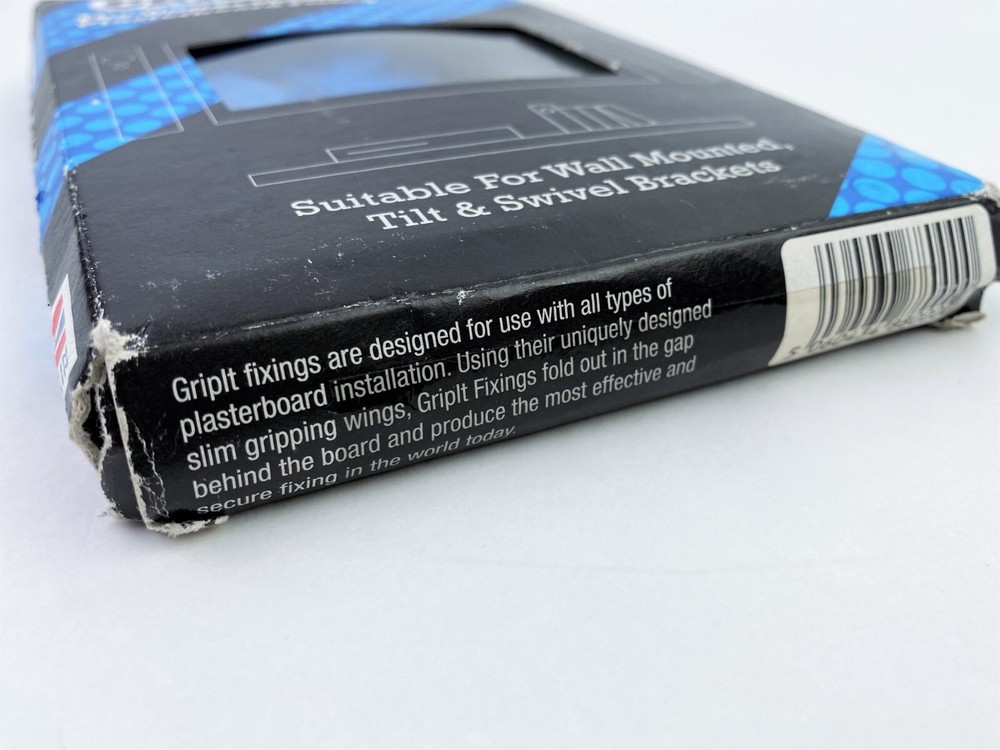 Suitable For Wall Mounted,
Tilt & Swivel Brackets
GripIt fixings are designed for use with all types of
plasterboard installation. Using their uniquely designed
slim gripping wings, GripIt Fixings fold out in the gap
behind the board and produce the most effective and
secure fixing in the world today.